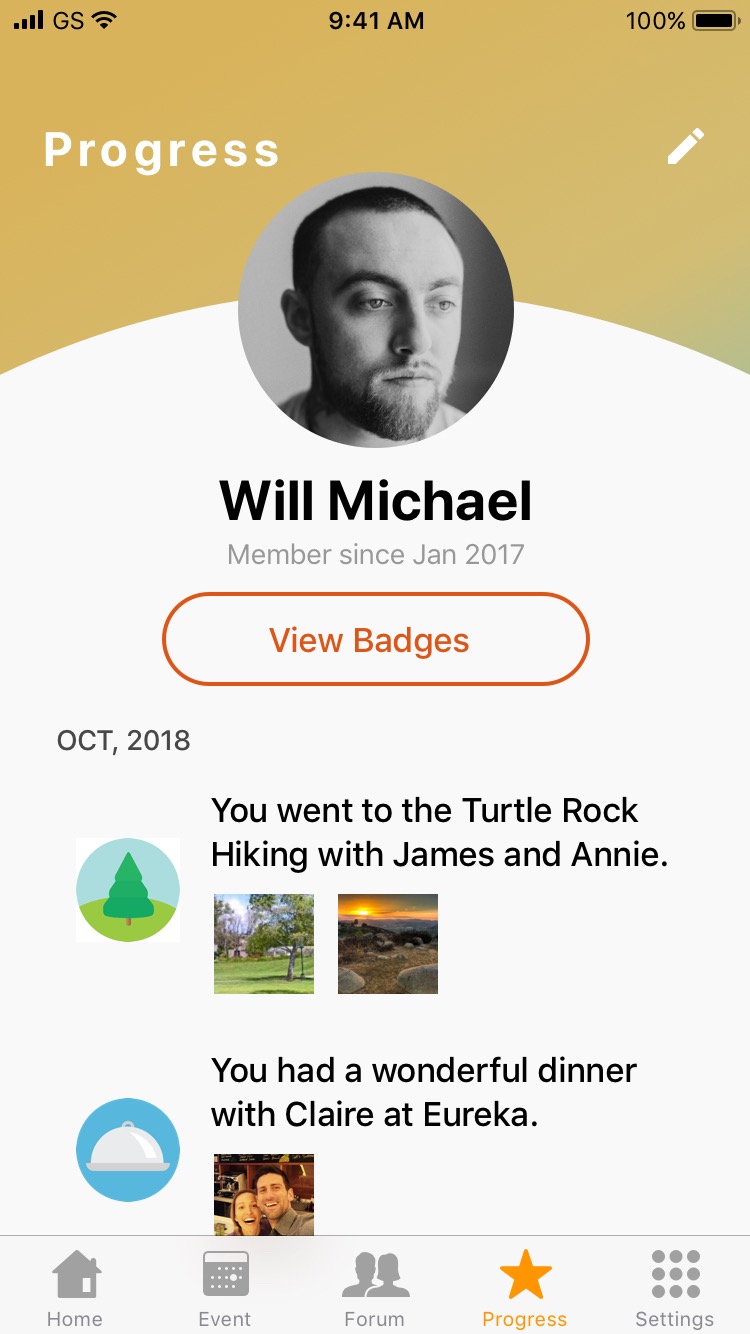 GS 9:41 AM 100%
Progress
Will Michael
Member since Jan 2017
View Badges
OCT, 2018
You went to the Turtle Rock
Hiking with James and Annie.
You had a wonderful dinner
with Claire at Eureka.
Home Event Forum Progress Settings